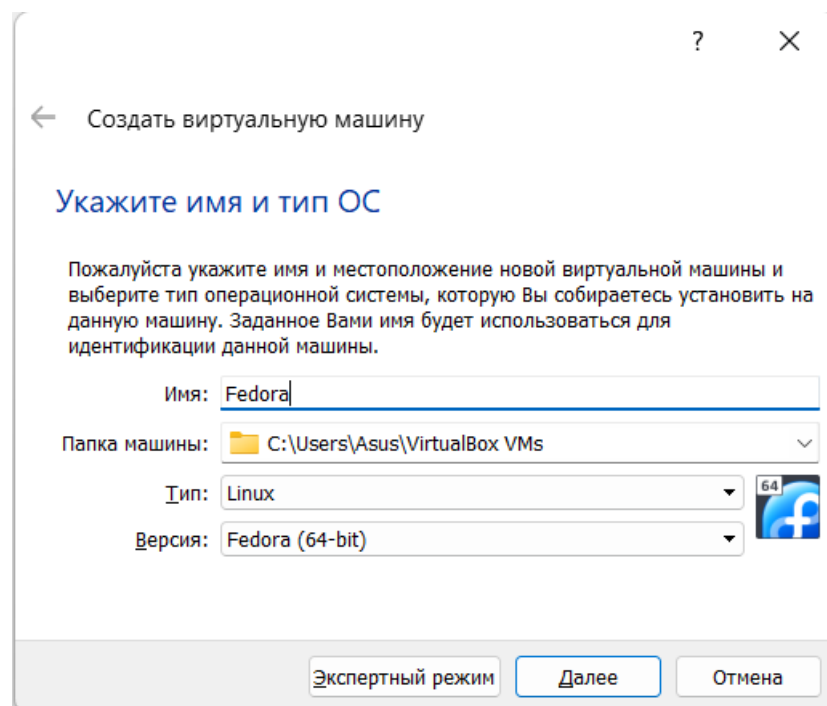 ?
Создать виртуальную машину
Укажите имя и тип ОС
Пожалуйста укажите имя и местоположение новой виртуальной машины и
выберите тип операционной системы, которую Вы собираетесь установить на
данную машину. Заданное Вами имя будет использоваться для
идентификации данной машины.
Имя: Fedora
Папка машины: C:\Users\Asus\VirtualBox VMs
Тип: Linux
64
Версия: Fedora (64-bit)
Экспертный режим Далее Отмена